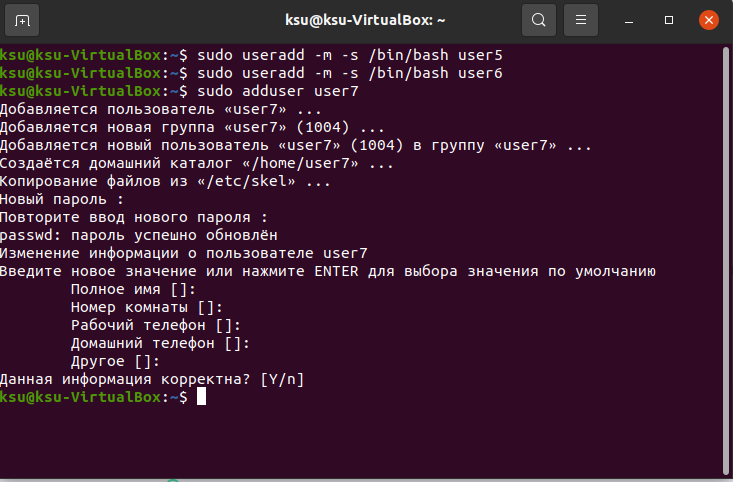 ksu@ksu-VirtualBox: ~
ksu@ksu-VirtualBox:~$ sudo useradd -m -s /bin/bash user5
ksu@ksu-VirtualBox:~$ sudo useradd -m -s /bin/bash user6
ksu@ksu-VirtualBox:~$ sudo adduser user7
Добавляется пользователь «user7» ...
Добавляется новая группа «user7» (1004) ...
Добавляется новый пользователь «user7» (1004) в группу «user7» ...
Создаётся домашний каталог «/home/user7» ...
Копирование файлов из «/etc/skel» ...
Новый пароль :
Повторите ввод нового пароля :
passwd: пароль успешно обновлён
Изменение информации о пользователе user7
Введите новое значение или нажмите ENTER для выбора значения по умолчанию
Полное имя []:
Номер комнаты []:
Рабочий телефон []:
Домашний телефон []:
Другое []:
Данная информация корректна? [Y/n]
ksu@ksu-VirtualBox:~$